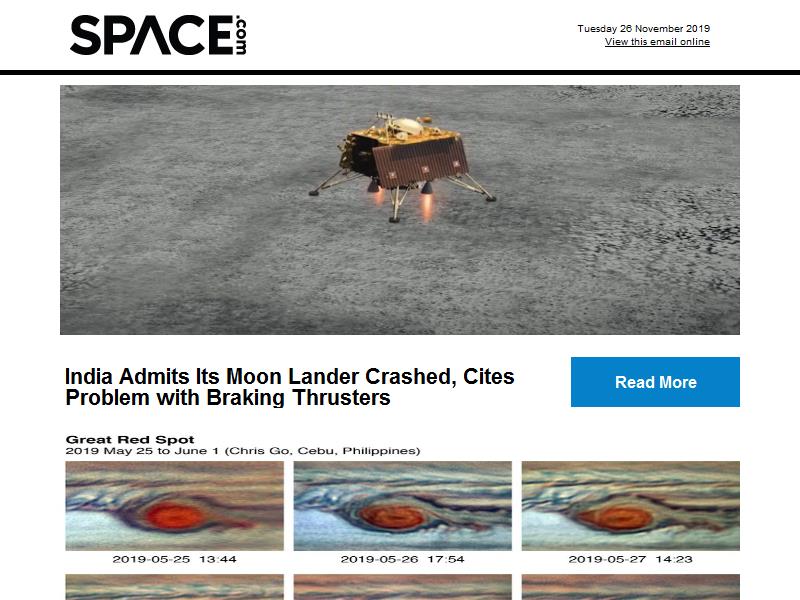 SPACE.com
Tuesday 26 November 2019
View this email online
India Admits Its Moon Lander Crashed, Cites
Problem with Braking Thrusters
Read More
Great Red Spot
2019 May 25 to June 1 (Chris Go, Cebu, Philippines)
2019-05-25 13:44
2019-05-26 17:54
2019-05-27 14:23